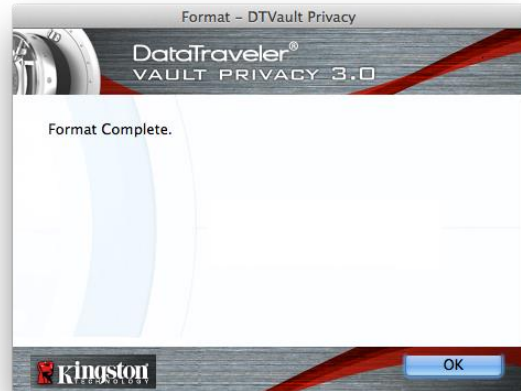 Format – DTVault Privacy
DataTraveler®
VAULT PRIVACY 3.0
Format Complete.
Kingston
TECHNOLOGY
OK